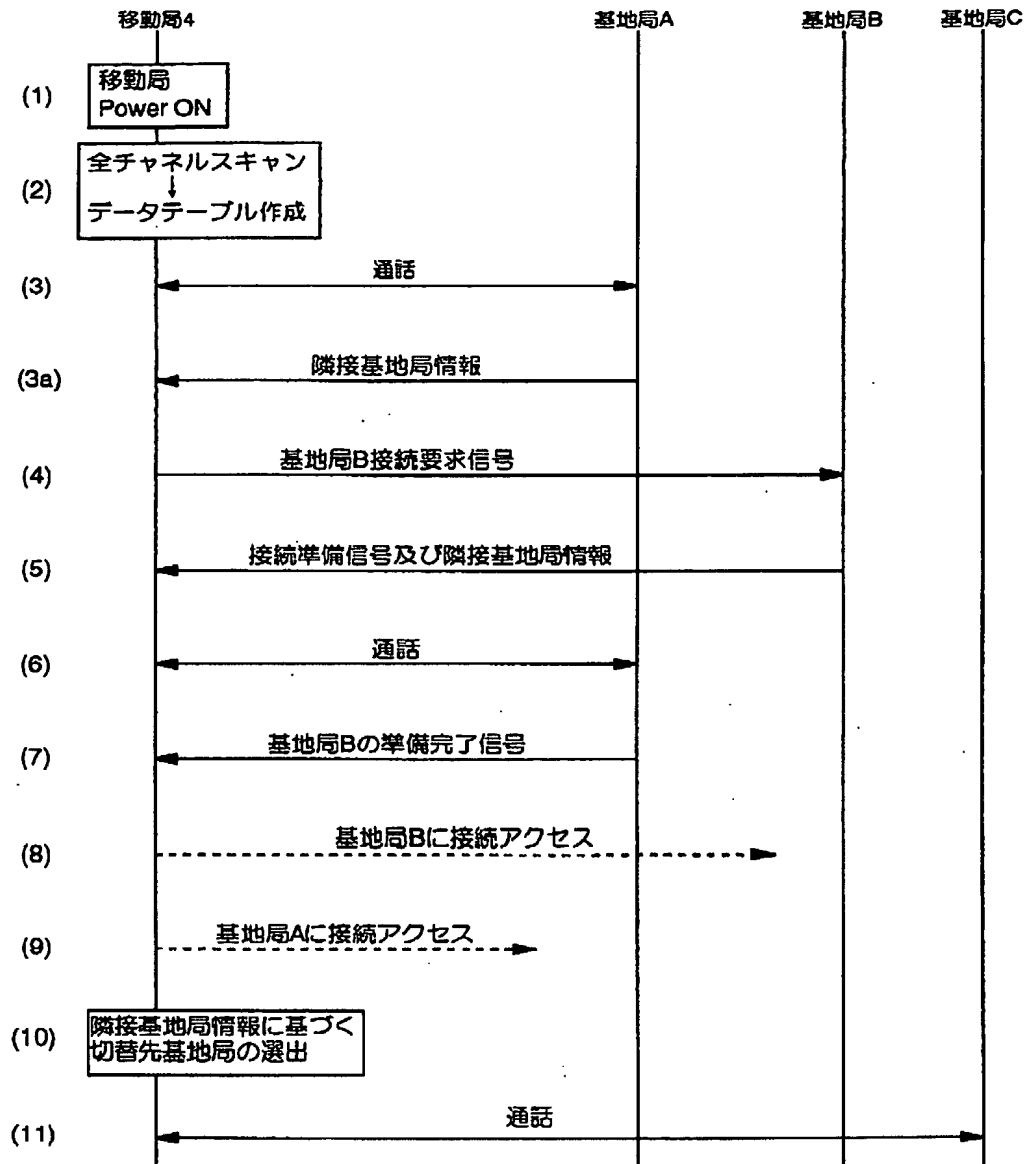 移動局4 基地局A 基地局B 基地局C
(1) 移動局
Power ON
(2) 全チャネルスキャン
データテーブル作成
(3) 通話
(3a) 隣接基地局情報
(4) 基地局B接続要求信号
(5) 接続準備信号及び隣接基地局情報
(6) 通話
(7) 基地局Bの準備完了信号
(8) 基地局Bに接続アクセス
(9) 基地局Aに接続アクセス
(10) 隣接基地局情報に基づく
切替先基地局の選出
(11) 通話